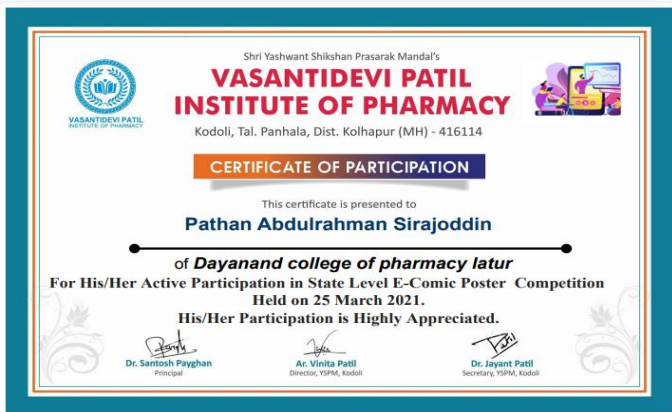 Shri Yashwant Shikshan Prasarak Mandal's
VASANTIDEVI PATIL
INSTITUTE OF PHARMACY
VASANTIDEVI PATIL
INSTITUTE OF PHARMACY
Kodoli, Tal. Panhala, Dist. Kolhapur (MH) - 416114
CERTIFICATE OF PARTICIPATION
This certificate is presented to
Pathan Abdulrahman Sirajoddin
of Dayanand college of pharmacy latur
For His/Her Active Participation in State Level E-Comic Poster Competition
Held on 25 March 2021.
His/Her Participation is Highly Appreciated.
Dr. Santosh Payghan
Principal
Ar. Vinita Patil
Director, YSPM, Kodoli
Dr. Jayant Patil
Secretary, YSPM, Kodoli